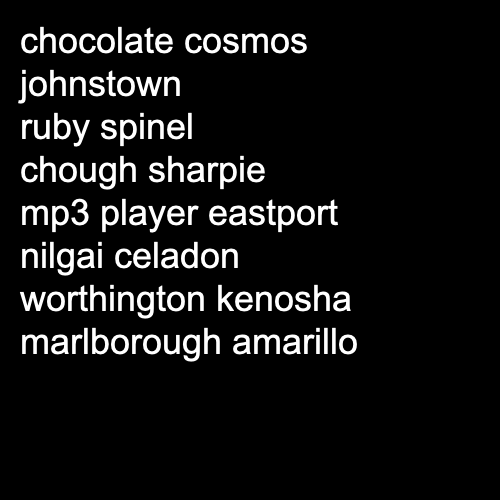 chocolate cosmos
johnstown
ruby spinel
chough sharpie
mp3 player eastport
nilgai celadon
worthington kenosha
marlborough amarillo